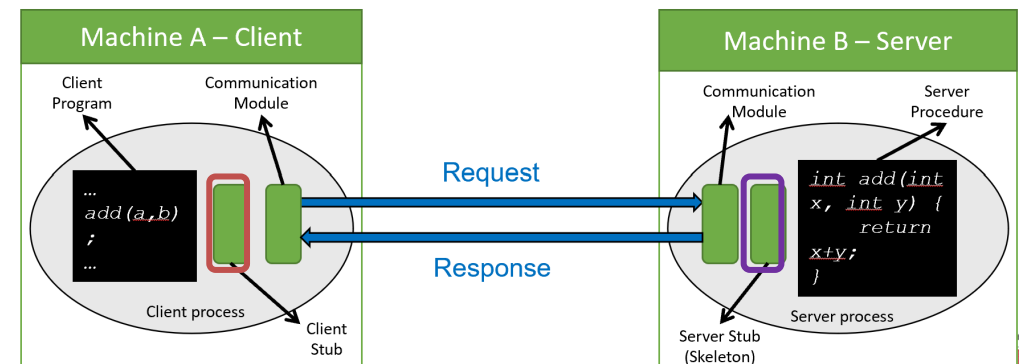 Machine A – Client
Client
Program
Communication
Module
…
add(a,b)
;
…
Client process
Client
Stub
Request
Response
Machine B – Server
Communication
Module
Server
Procedure
int add(int
x, int y) {
return
x+y;
}
Server process
Server Stub
(Skeleton)